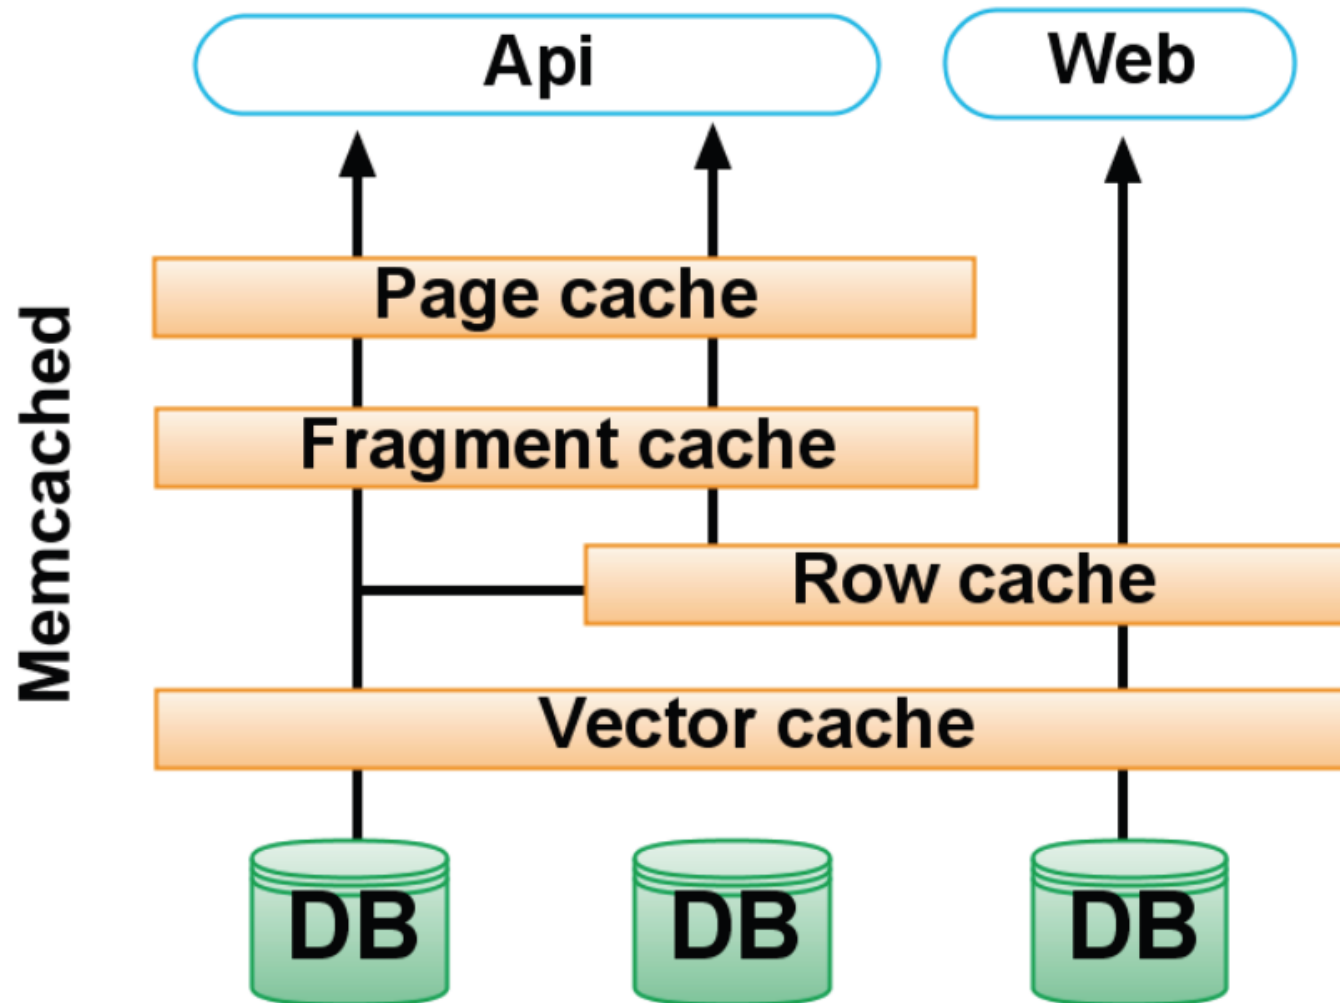 Api
Web
Memcached
Page cache
Fragment cache
Row cache
Vector cache
DB
DB
DB